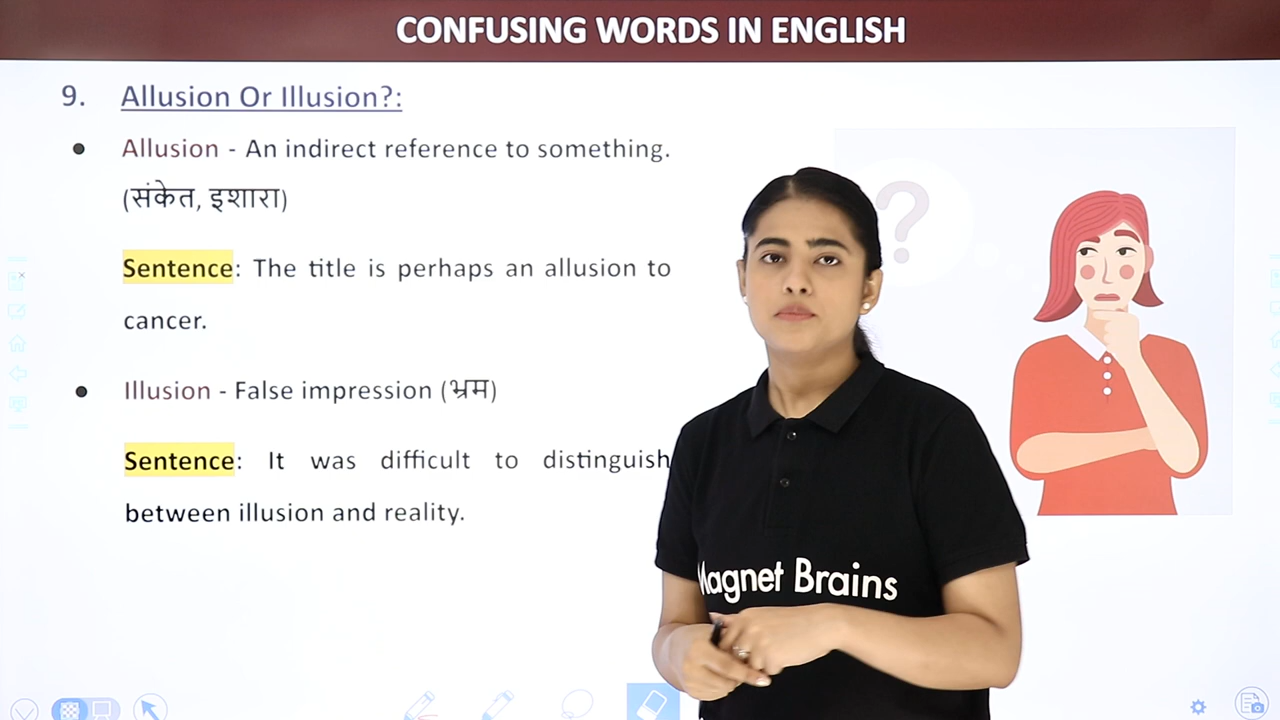 CONFUSING WORDS IN ENGLISH
9. Allusion Or Illusion?:
• Allusion - An indirect reference to something.
(संकेत, इशारा)
Sentence: The title is perhaps an allusion to
cancer.
• Illusion - False impression (भ्रम)
Sentence: It was difficult to distinguish
between illusion and reality.
?
Magnet Brains